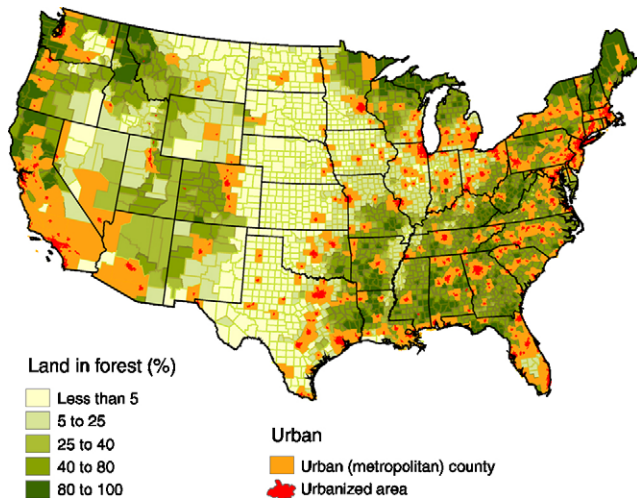 Land in forest (%)
Less than 5
5 to 25
25 to 40
40 to 80
80 to 100
Urban
Urban (metropolitan) county
Urbanized area